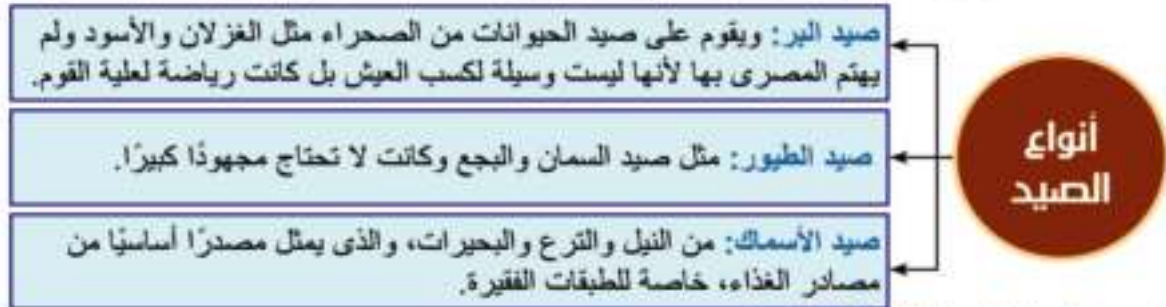 أنواع
الصيد
صيد البر: ويقوم على صيد الحيوانات من الصحراء مثل الغزلان والأسود ولم
يهتم المصرى بها لأنها ليست وسيلة لكسب العيش بل كانت رياضة لعلية القوم.
صيد الطيور: مثل صيد السمان والبجع وكانت لا تحتاج مجهودًا كبيرًا.
صيد الأسماك: من النيل والترع والبحيرات، والذى يمثل مصدرًا أساسيًا من
مصادر الغذاء، خاصة للطبقات الفقيرة.